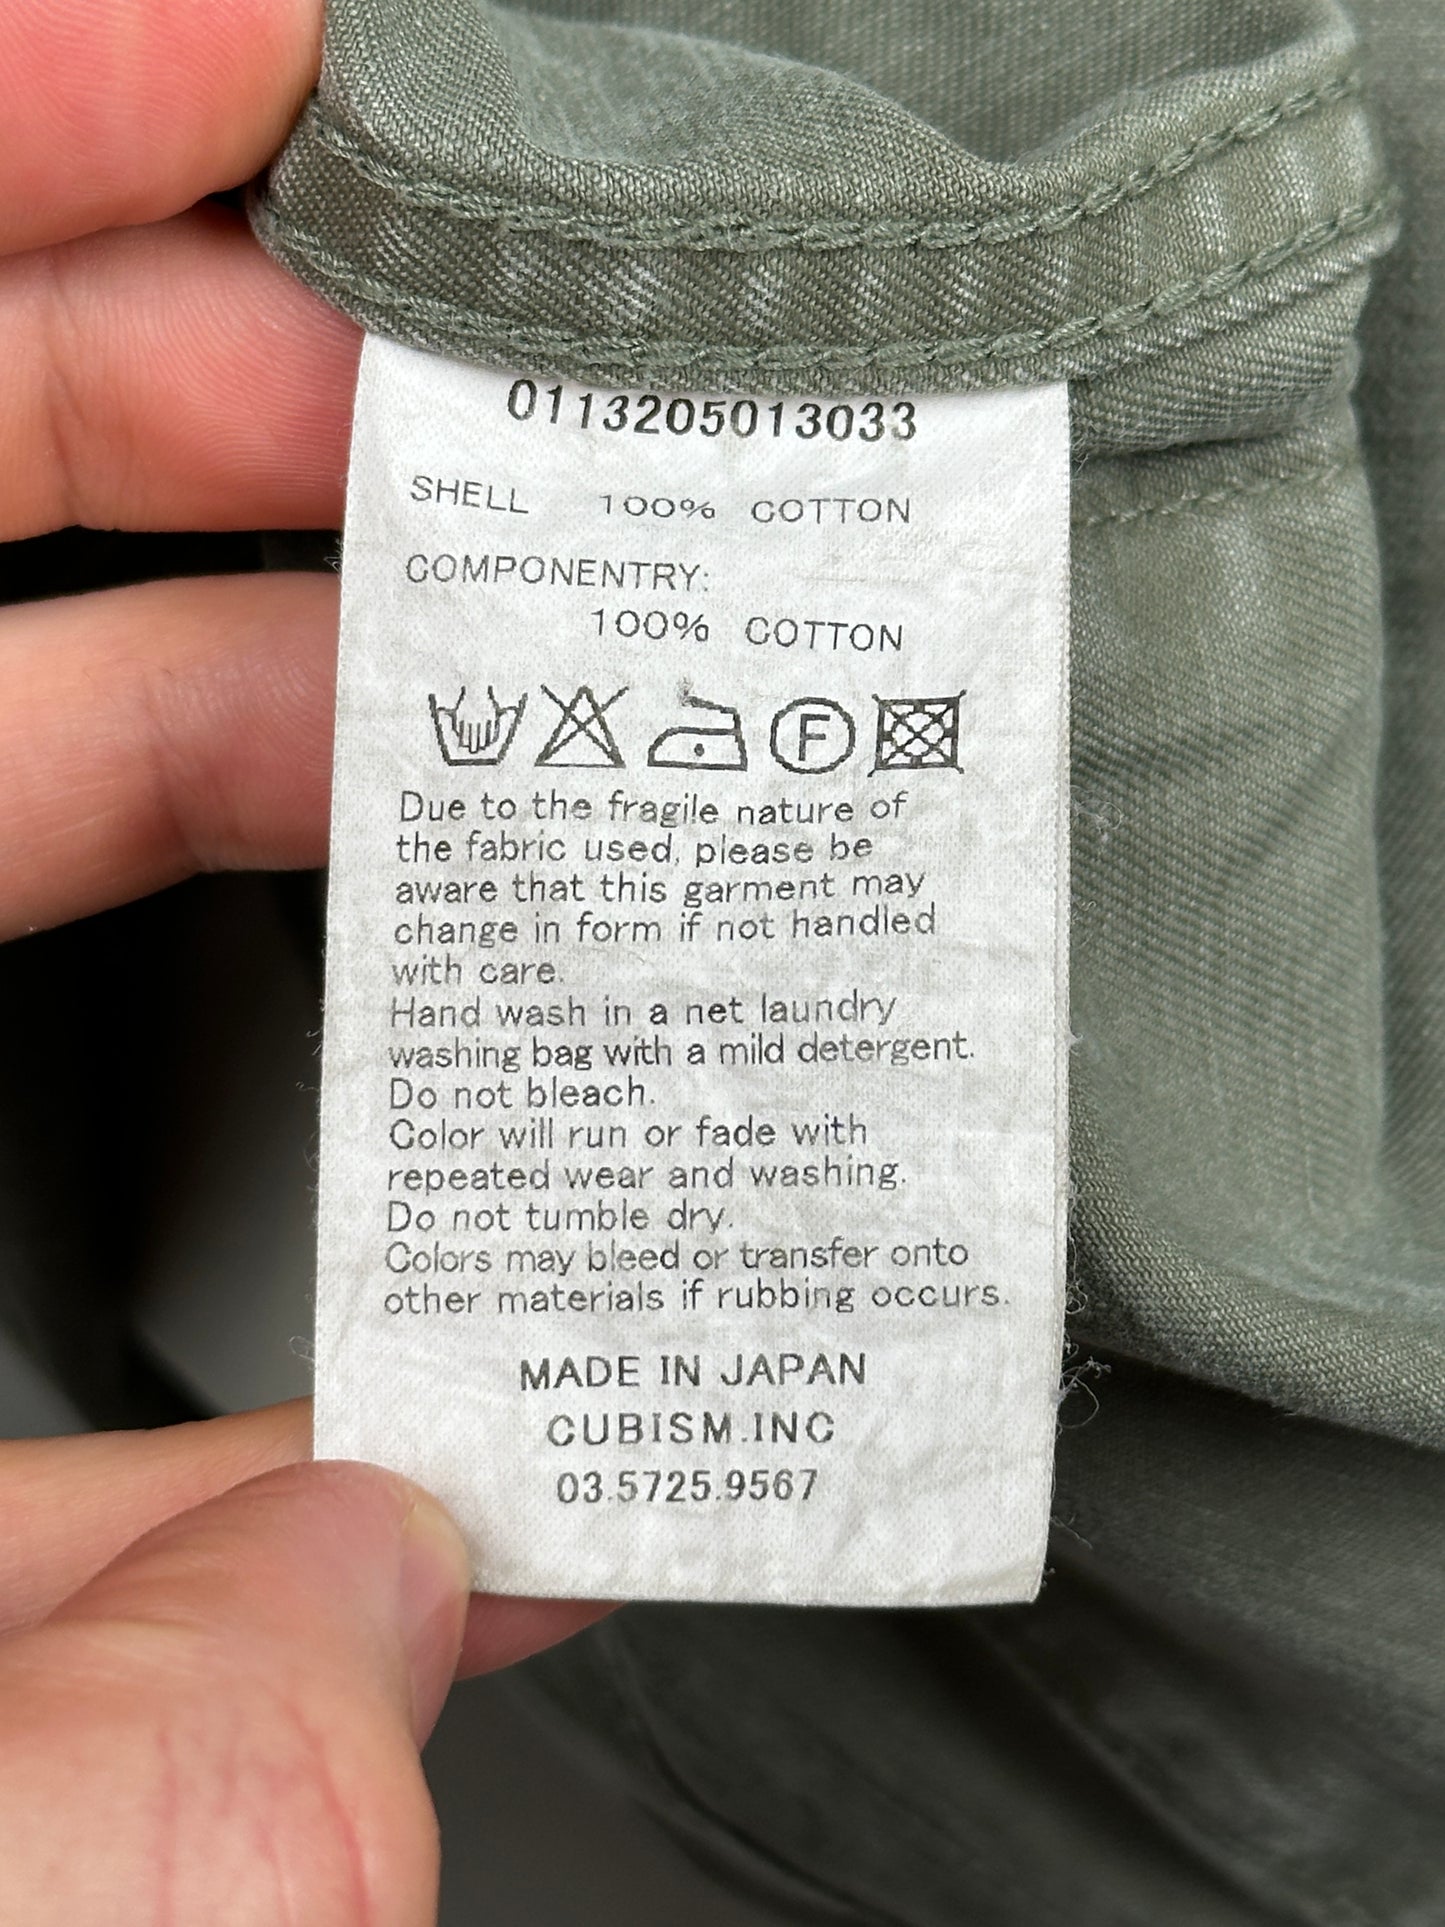 0113205013033
SHELL 100% COTTON
COMPONENTRY:
100% COTTON
F
Due to the fragile nature of
the fabric used, please be
aware that this garment may
change in form if not handled
with care.
Hand wash in a net laundry
washing bag with a mild detergent.
Do not bleach.
Color will run or fade with
repeated wear and washing.
Do not tumble dry.
Colors may bleed or transfer onto
other materials if rubbing occurs.
MADE IN JAPAN
CUBISM.INC
03.5725.9567